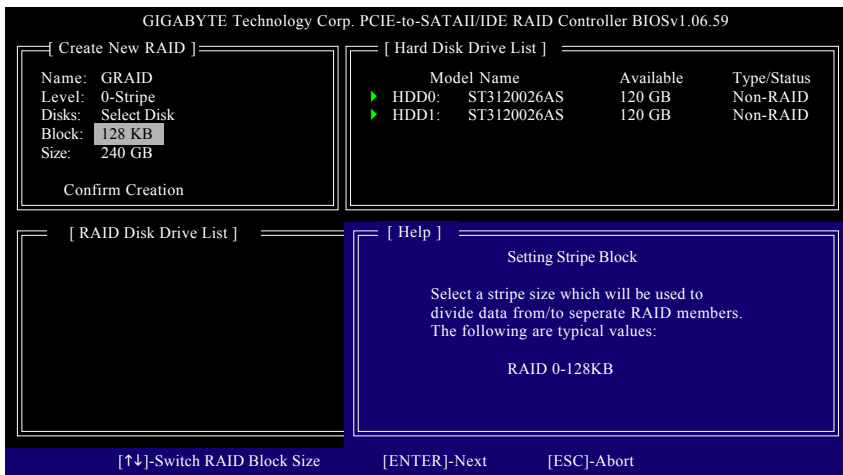 GIGABYTE Technology Corp. PCIE-to-SATAII/IDE RAID Controller BIOSv1.06.59
[ Create New RAID ]
Name: GRAID
Level: 0-Stripe
Disks: Select Disk
Block: 128 KB
Size: 240 GB
Confirm Creation
[ Hard Disk Drive List ]
Model Name Available Type/Status
HDD0: ST3120026AS 120 GB Non-RAID
HDD1: ST3120026AS 120 GB Non-RAID
[ RAID Disk Drive List ]
[ Help ]
Setting Stripe Block
Select a stripe size which will be used to
divide data from/to seperate RAID members.
The following are typical values:
RAID 0-128KB
[↑↓]-Switch RAID Block Size [ENTER]-Next [ESC]-Abort